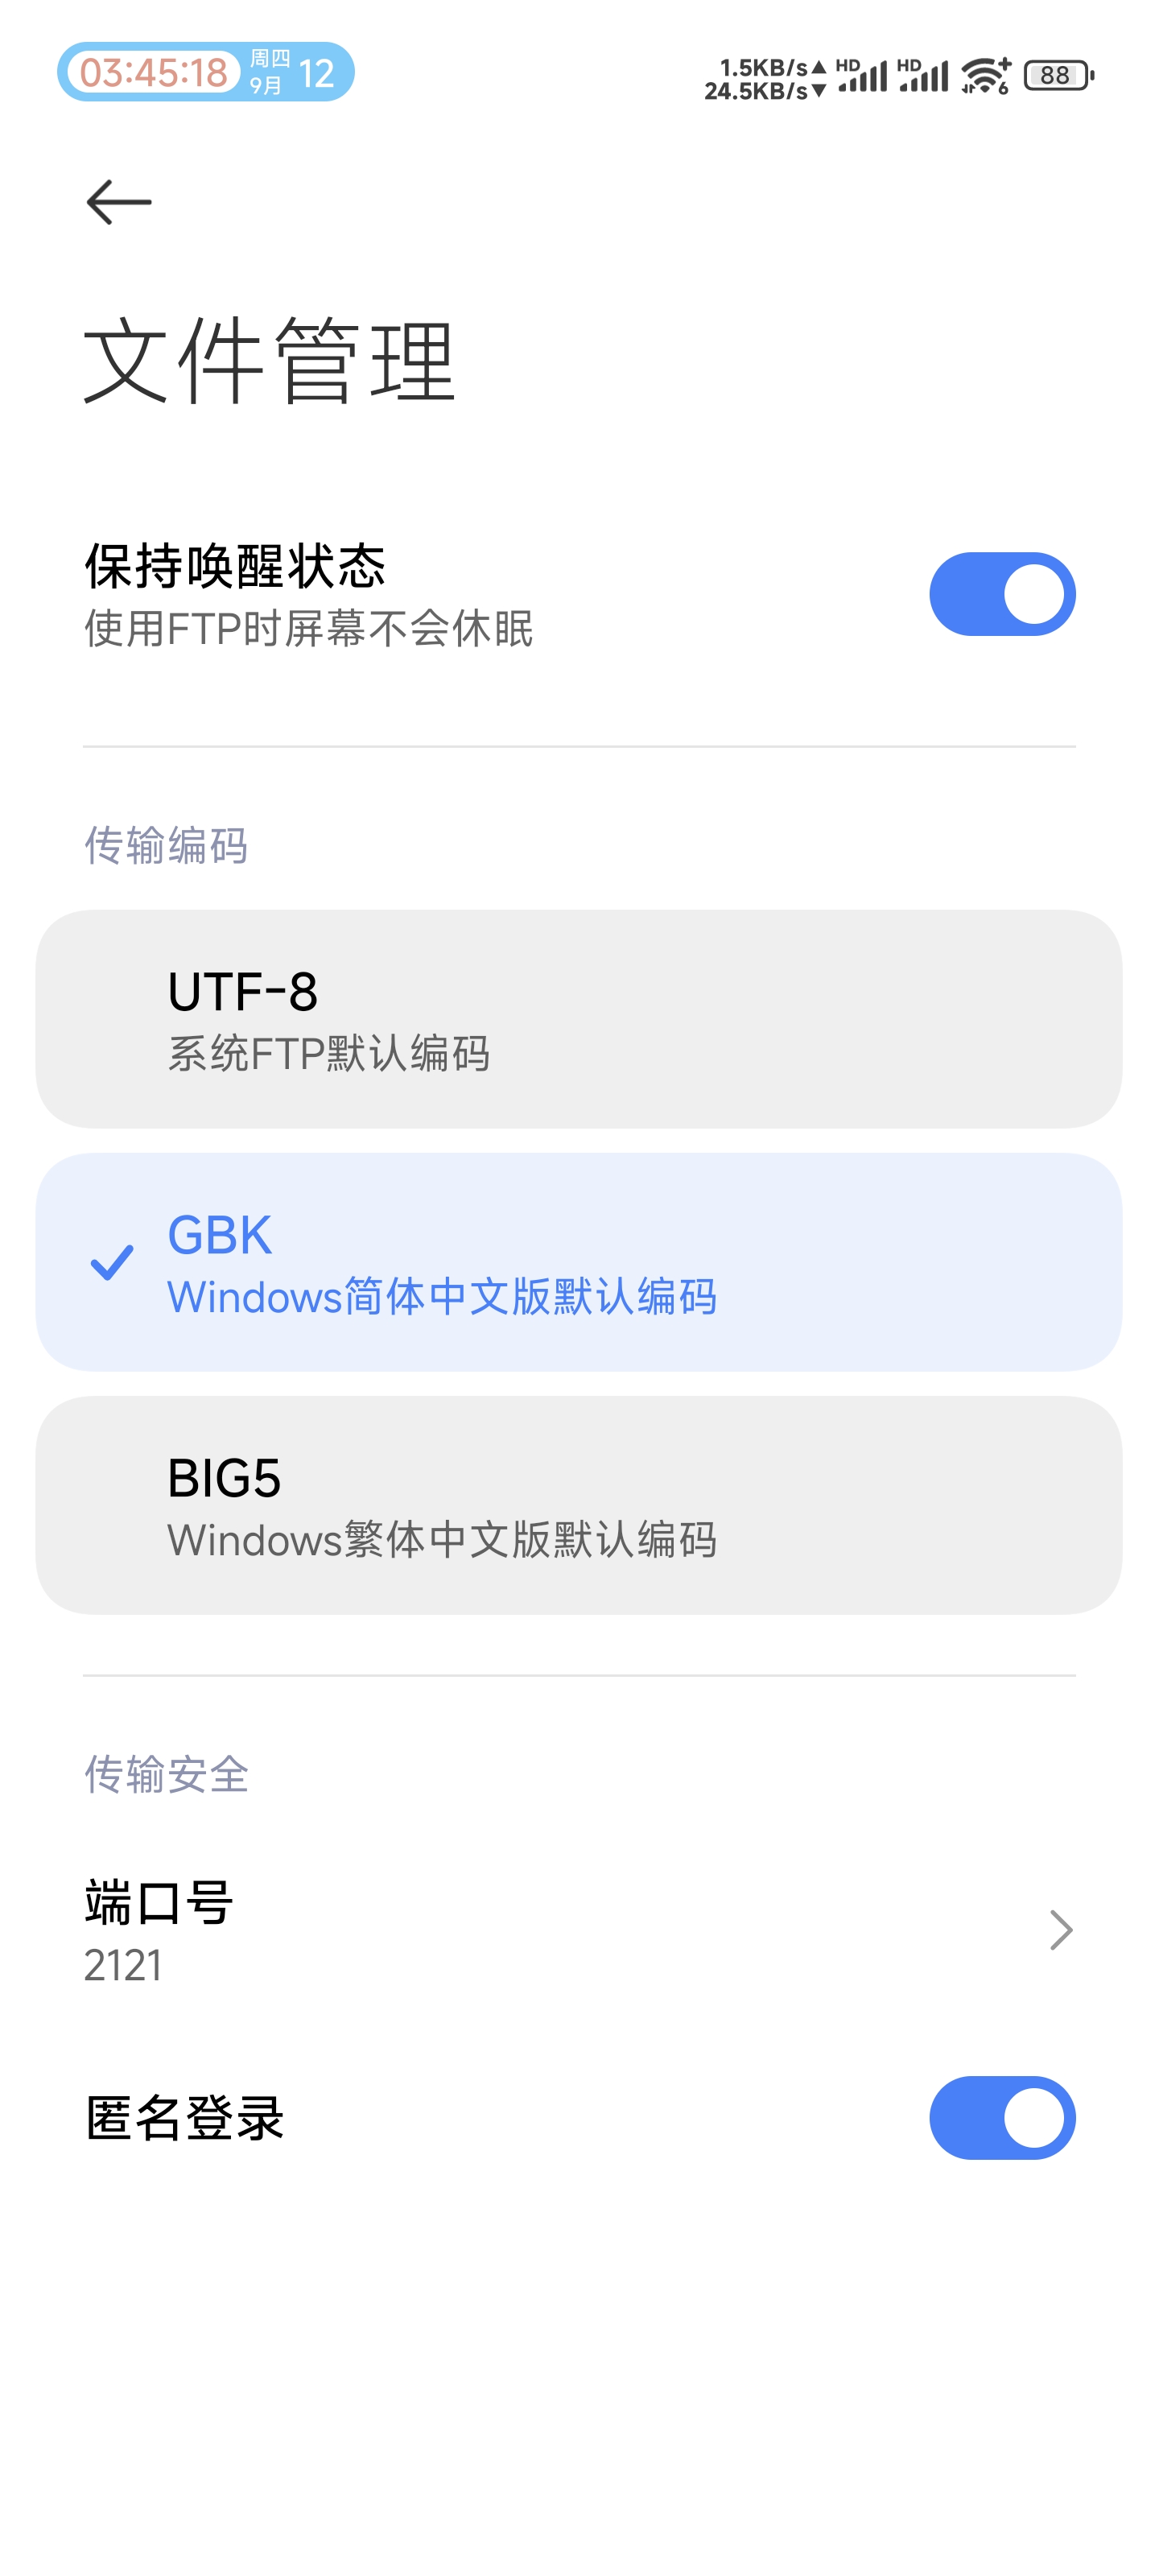 03:45:18
周四
9月
12
1.5KB/s
24.5KB/s
HD
HD
6
88
文件管理
保持唤醒状态
使用FTP时屏幕不会休眠
传输编码
UTF-8
系统FTP默认编码
GBK
Windows简体中文版默认编码
BIG5
Windows繁体中文版默认编码
传输安全
端口号
2121
匿名登录